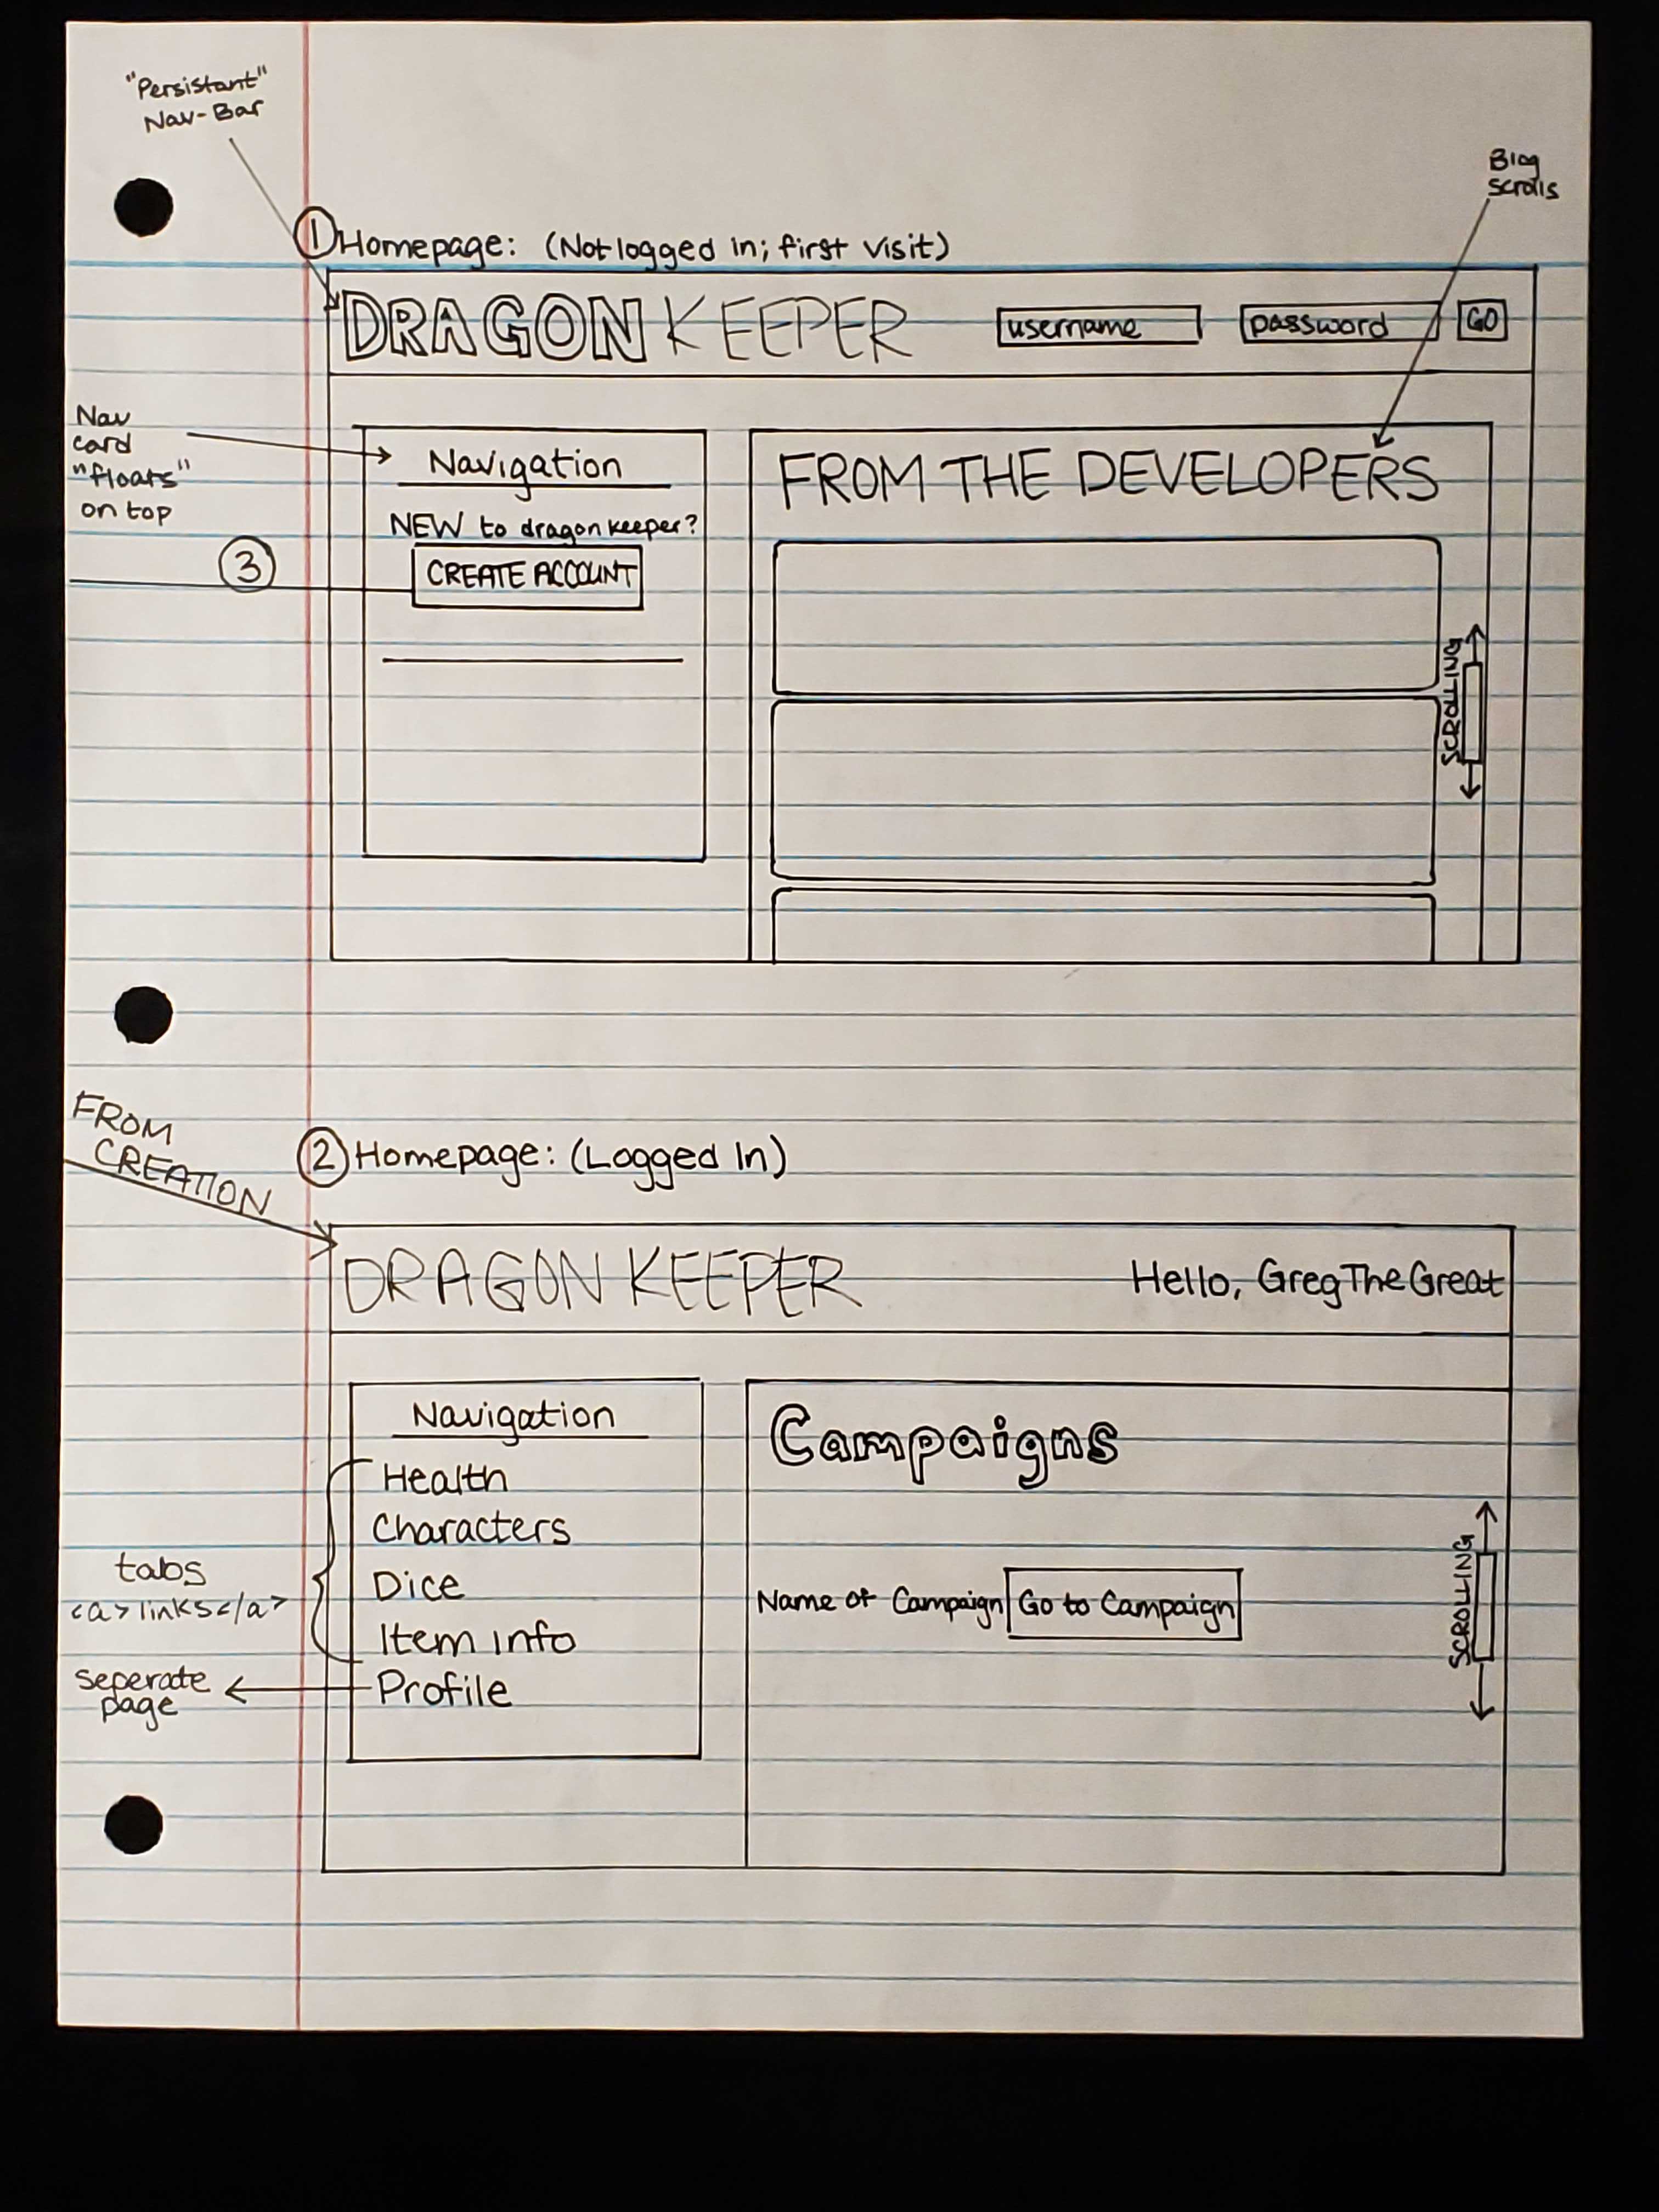 "Persistant"
Nav-Bar
Blog
scrolls
1 Homepage: (Not logged in; first visit)
DRAGON KEEPER
username
password
GO
Nav
card
"floats"
on top
Navigation
NEW to dragon keeper?
3
CREATE ACCOUNT
FROM THE DEVELOPERS
SCROLLING
FROM
CREATION
2 Homepage: (Logged In)
DRAGON KEEPER
Hello, GregTheGreat
Navigation
Health
Characters
Dice
Item info
Profile
tabs
<a> links </a>
seperate
page
Campaigns
Name of Campaign
Go to Campaign
SCROLLING